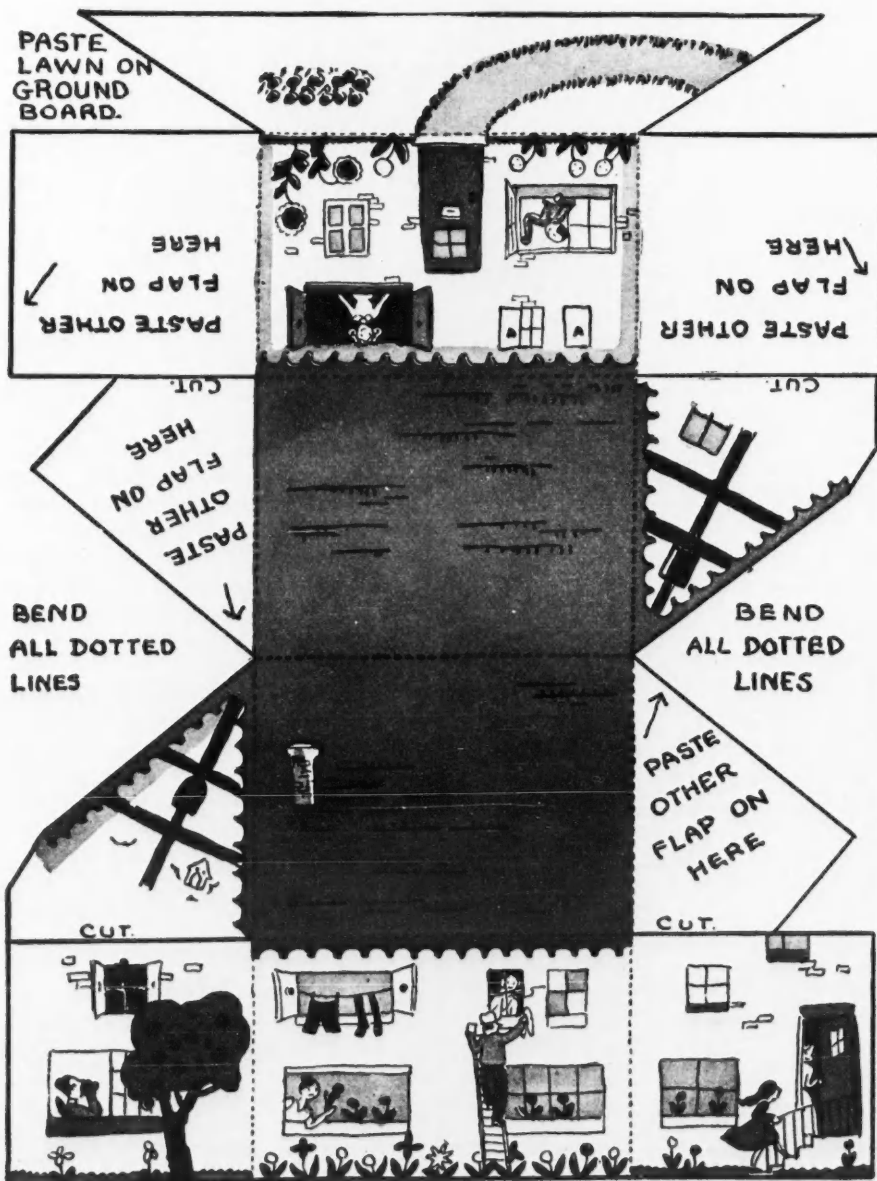 PASTE
LAWN ON
GROUND
BOARD.
PASTE OTHER
FLAP ON
HERE
PASTE OTHER
FLAP ON
HERE
CUT.
CUT.
PASTE
OTHER
FLAP ON
HERE
BEND
ALL DOTTED
LINES
BEND
ALL DOTTED
LINES
PASTE
OTHER
FLAP ON
HERE
CUT.
CUT.